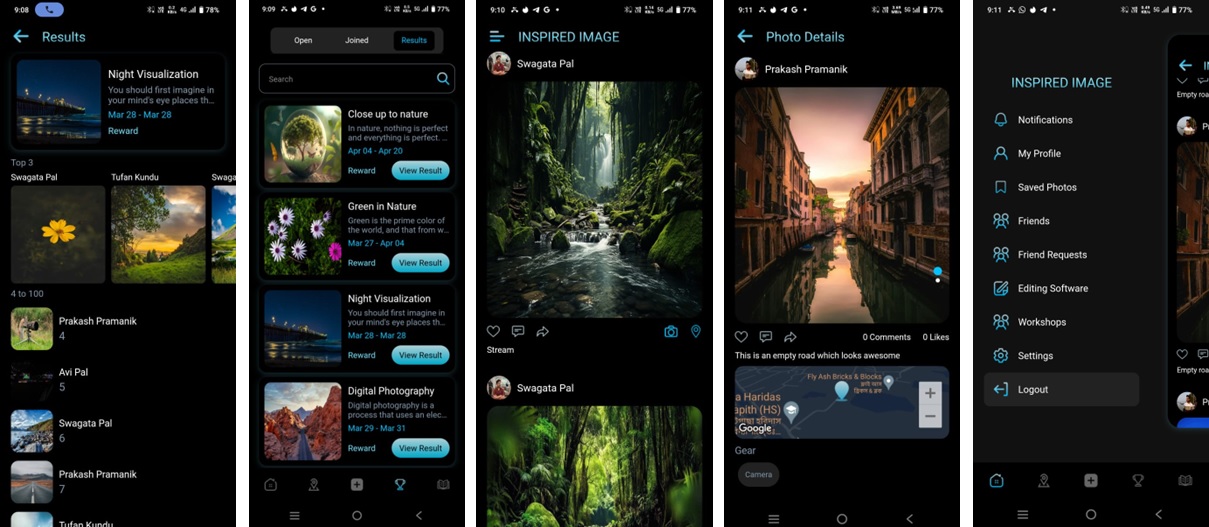 9:08
4G 78%
Results
Night Visualization
You should first imagine in
your mind's eye places th...
Mar 28 - Mar 28
Reward
Top 3
Swagata Pal
Tufan Kundu
Swaga
4 to 100
Prakash Pramanik
4
Avi Pal
5
Swagata Pal
6
Prakash Pramanik
7
Tufan Kundu
9:09
G
5G 77%
Open
Joined
Results
Search
Close up to nature
In nature, nothing is perfect
and everything is perfect. ...
Apr 04 - Apr 20
Reward
View Result
Green in Nature
Green is the prime color of
the world, and that from w...
Mar 27 - Apr 04
Reward
View Result
Night Visualization
You should first imagine in
your mind's eye places th...
Mar 28 - Mar 28
Reward
View Result
Digital Photography
Digital photography is a
process that uses an elec...
Mar 29 - Mar 31
Reward
View Result
9:10
G
5G 77%
INSPIRED IMAGE
Swagata Pal
Stream
Swagata Pal
9:11
G
5G 77%
Photo Details
Prakash Pramanik
0 Comments
0 Likes
This is an empty road which looks awesome
Fly Ash Bricks & Blocks
a Haridas
apith (HS)
Google
+
−
Gear
Camera
9:11
5G 77%
INSPIRED IMAGE
Notifications
My Profile
Saved Photos
Friends
Friend Requests
Editing Software
Workshops
Settings
Logout
Empty roa
Pr
Empty roa
Pr